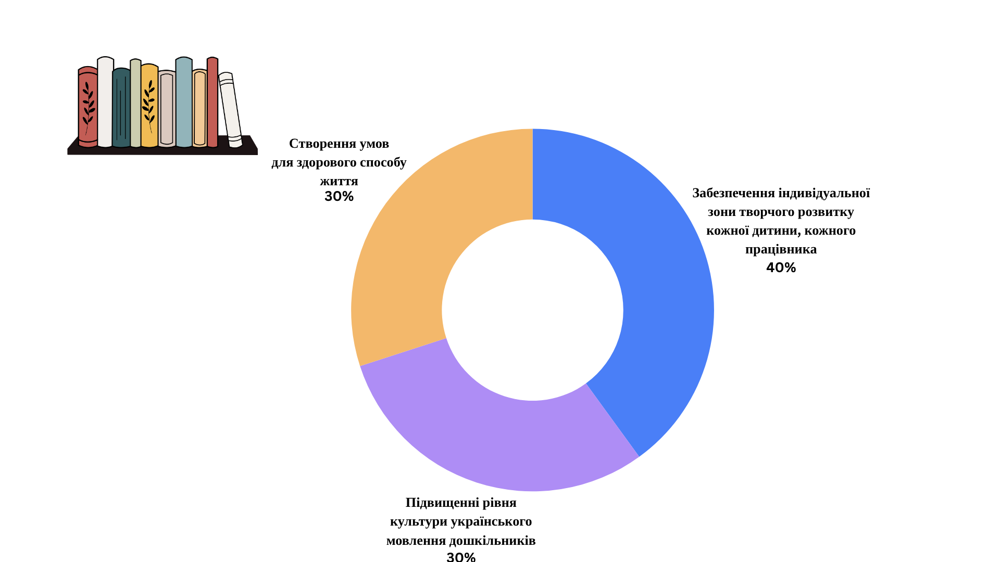 Створення умов
для здорового способу
життя
30%
Забезпечення індивідуальної
зони творчого розвитку
кожної дитини, кожного
працівника
40%
Підвищенні рівня
культури українського
мовлення дошкільників
30%